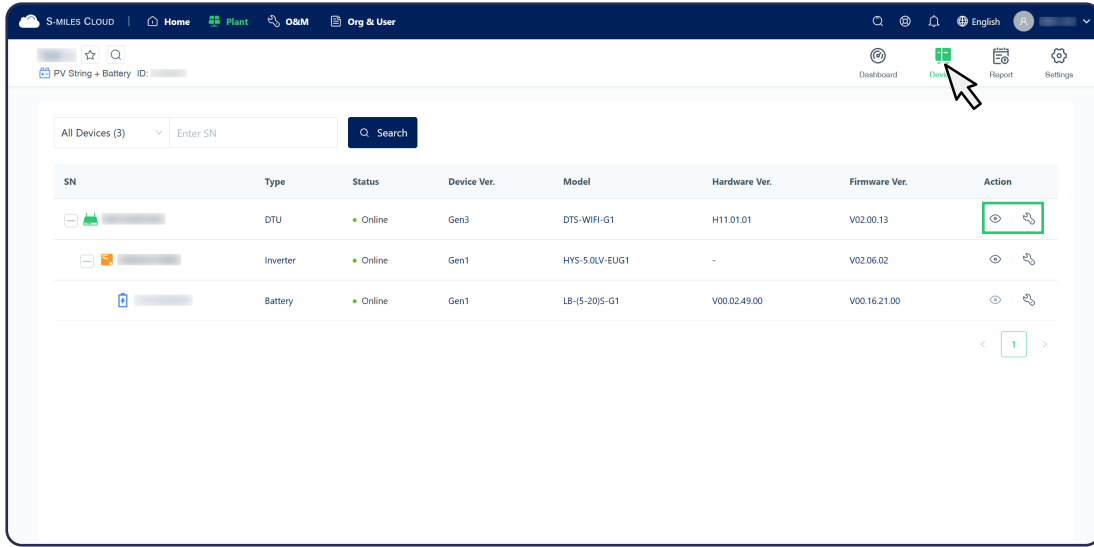 S-MILES CLOUD | Home Plant O&M Org & User English
PV String + Battery ID:
Dashboard Report Settings
All Devices (3) Enter SN Search
SN Type Status Device Ver. Model Hardware Ver. Firmware Ver. Action
DTU Online Gen3 DTS-WIFI-G1 H11.01.01 V02.00.13
Inverter Online Gen1 HYS-5.0LV-EUG1 - V02.06.02
Battery Online Gen1 LB-(5-20)S-G1 V00.02.49.00 V00.16.21.00
< 1 >